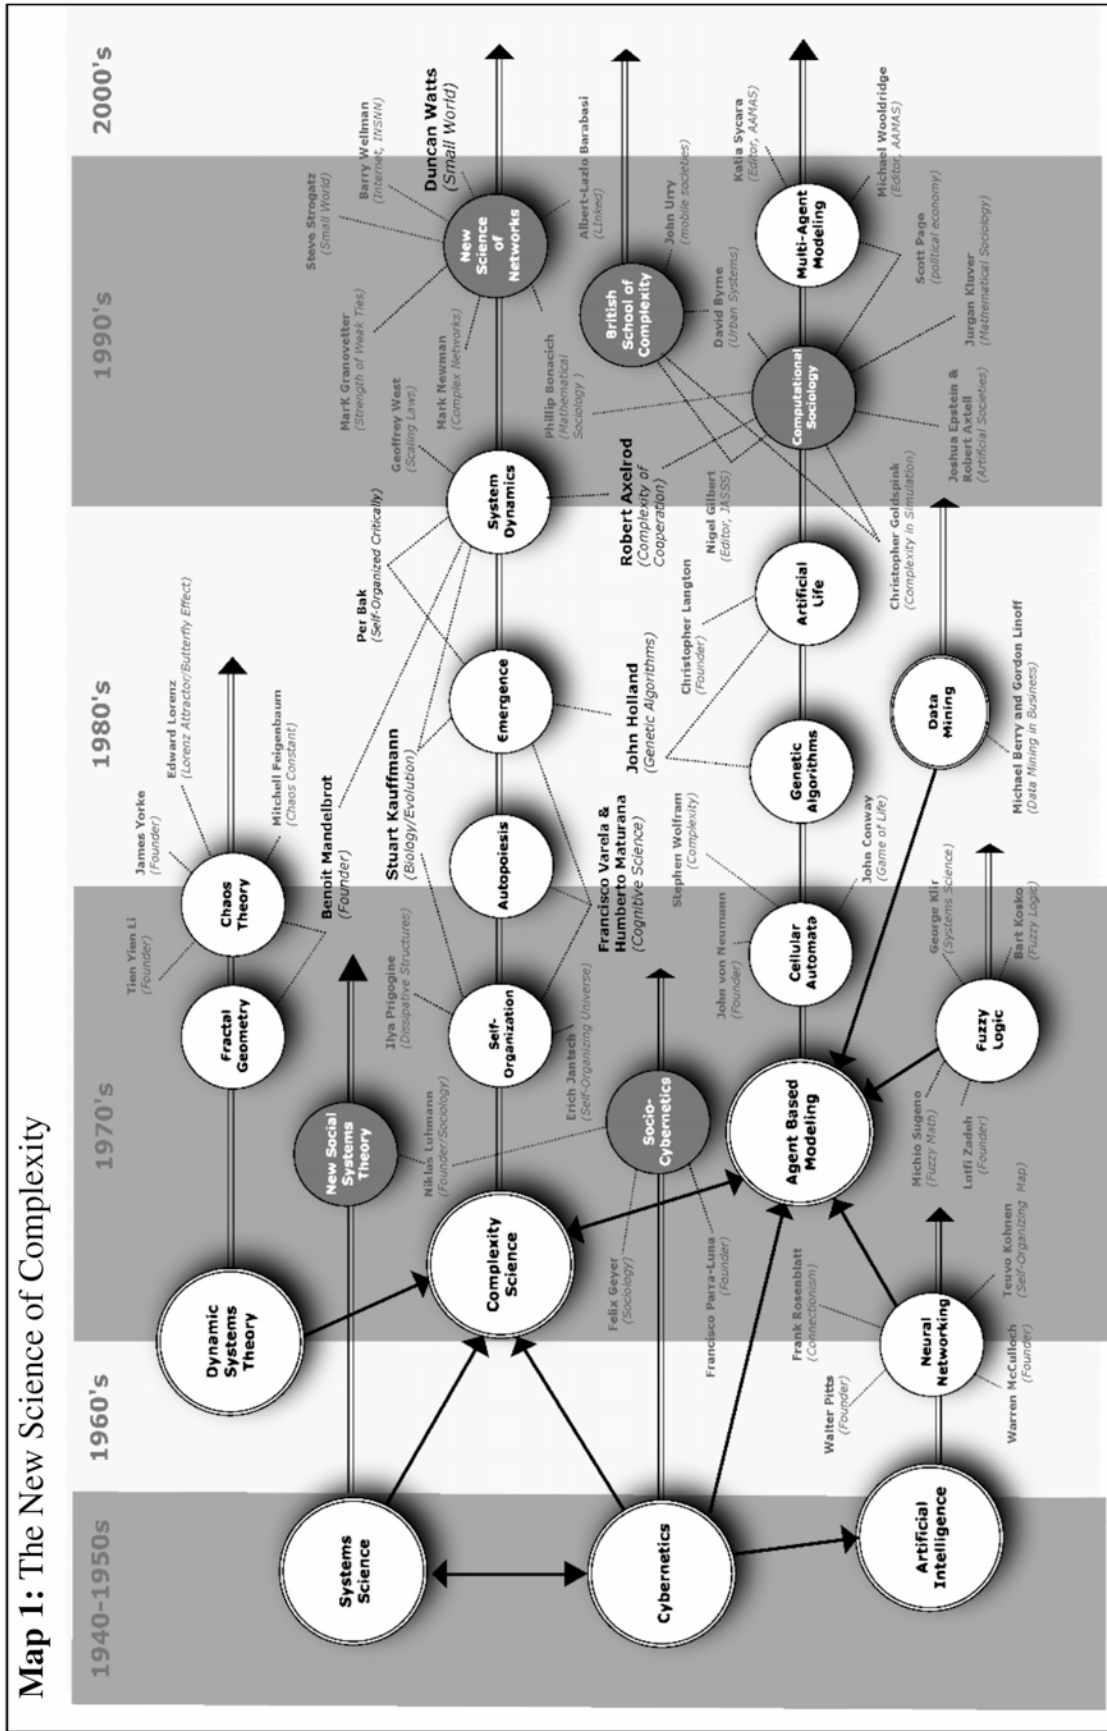 Map 1: The New Science of Complexity
1940-1950s
1960's
1970's
1980's
1990's
2000's
Dynamic
Systems
Theory
Fractal
Geometry
Chaos
Theory
Tien Yien Li
(Founder)
James Yorke
(Founder)
Edward Lorenz
(Lorenz Attractor/Butterfly Effect)
Mitchell Feigenbaum
(Chaos Constant)
Benoit Mandelbrot
(Founder)
Systems
Science
New Social
Systems
Theory
Niklas Luhmann
(Founder/Sociology)
Complexity
Science
Self-
Organization
Autopoiesis
Emergence
System
Dynamics
New
Science
of
Networks
Ilya Prigogine
(Dissipative Structures)
Erich Jantsch
(Self-Organizing Universe)
Stuart Kauffmann
(Biology/Evolution)
Francisco Varela &
Humberto Maturana
(Cognitive Science)
Per Bak
(Self-Organized Critically)
John Holland
(Genetic Algorithms)
Geoffrey West
(Scaling Laws)
Mark Newman
(Complex Networks)
MarK Granovetter
(Strength of Weak Ties)
Steve Strogatz
(Small World)
Barry Wellman
(Internet, INSNN)
Duncan Watts
(Small World)
Albert-Lazlo Barabasi
(LInked)
Phillip Bonacich
(Mathematical
Sociology )
Robert Axelrod
(Complexity of
Cooperation)
Cybernetics
Socio-
Cybernetics
Felix Geyer
(Sociology)
Francisco Parra-Luna
(Founder)
British
School of
Complexity
John Urry
(mobile societies)
David Byrne
(Urban Systems)
Nigel Gilbert
(Editor, JASSS)
Agent Based
Modeling
Cellular
Automata
Genetic
Algorithms
Artificial
Life
Computational
Sociology
Multi-Agent
Modeling
John von Neumann
(Founder)
Stephen Wolfram
(Complexity)
John Conway
(Game of Life)
Christopher Langton
(Founder)
Christopher Goldspink
(Complexity in Simulation)
Joshua Epstein &
Robert Axtell
(Artificial Societies)
Jurgan Kluver
(Mathematical Sociology)
Scott Page
(political economy)
Katia Sycara
(Editor, AAMAS)
Michael Wooldridge
(Editor, AAMAS)
Artificial
Intelligence
Neural
Networking
Walter Pitts
(Founder)
Frank Rosenblatt
(Connectionism)
Warren McCulloch
(Founder)
Teuvo Kohnen
(Self-Organizing Map)
Fuzzy
Logic
Michio Sugeno
(Fuzzy Math)
Lotfi Zadeh
(Founder)
George Klir
(Systems Science)
Bart Kosko
(Fuzzy Logic)
Data
Mining
Michael Berry and Gordon Linoff
(Data Mining in Business)